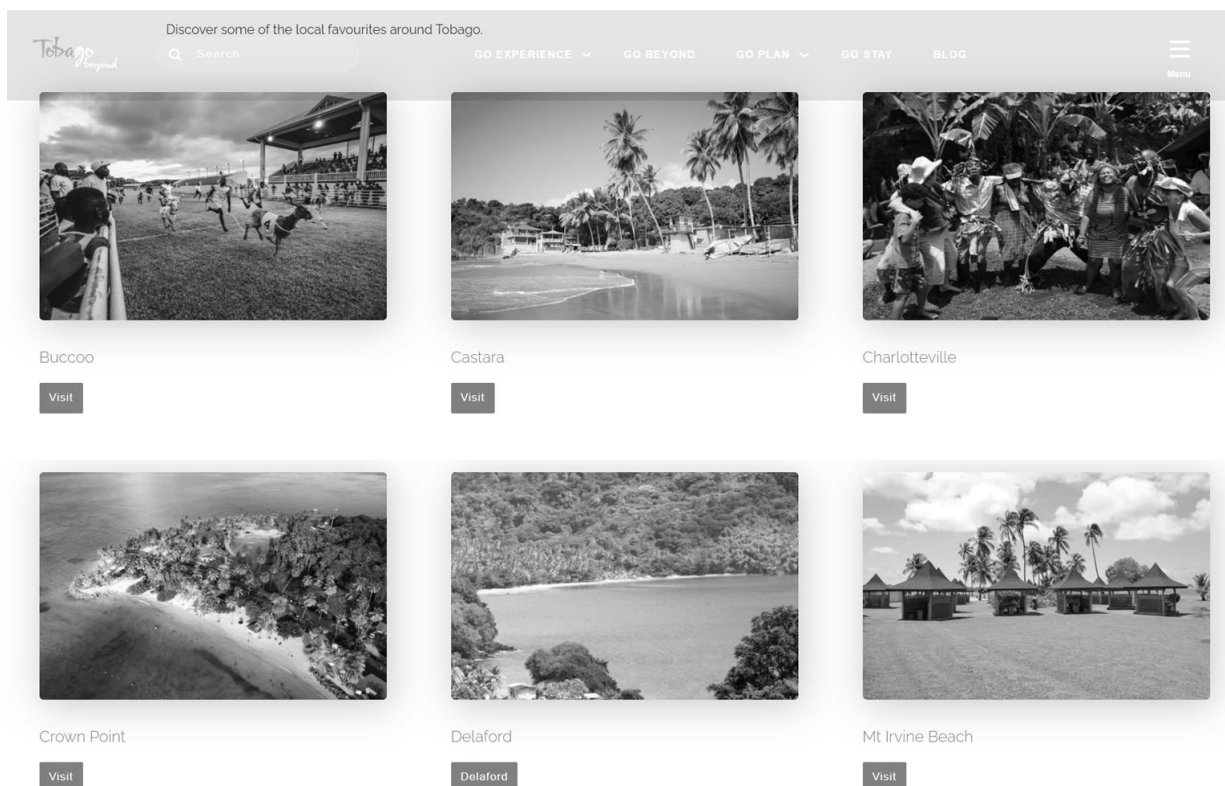 Discover some of the local favourites around Tobago.
Tobago beyond
Search
GO EXPERIENCE
GO BEYOND
GO PLAN
GO STAY
BLOG
Menu
Buccoo
Castara
Charlotteville
Visit
Visit
Visit
Crown Point
Delaford
Mt Irvine Beach
Visit
Delaford
Visit